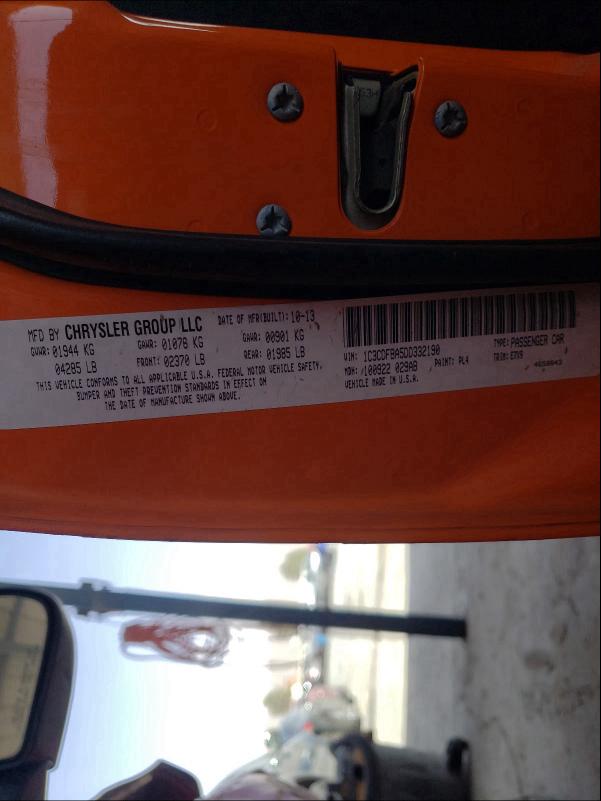 G3H
MFD BY CHRYSLER GROUP LLC
DATE OF MFR(BUILT): 10-13
GVWR: 01944 KG
04285 LB
GAWR: 01078 KG
FRONT: 02370 LB
GAWR: 00901 KG
REAR: 01985 LB
THIS VEHICLE CONFORMS TO ALL APPLICABLE U.S.A. FEDERAL MOTOR VEHICLE SAFETY,
BUMPER AND THEFT PREVENTION STANDARDS IN EFFECT ON
THE DATE OF MANUFACTURE SHOWN ABOVE.
VIN: 1C3CDFBA5DD332190
TYPE: PASSENGER CAR
MDH: 100922 029AB
PAINT: PL4
TRIM: E7X9
VEHICLE MADE IN U.S.A.